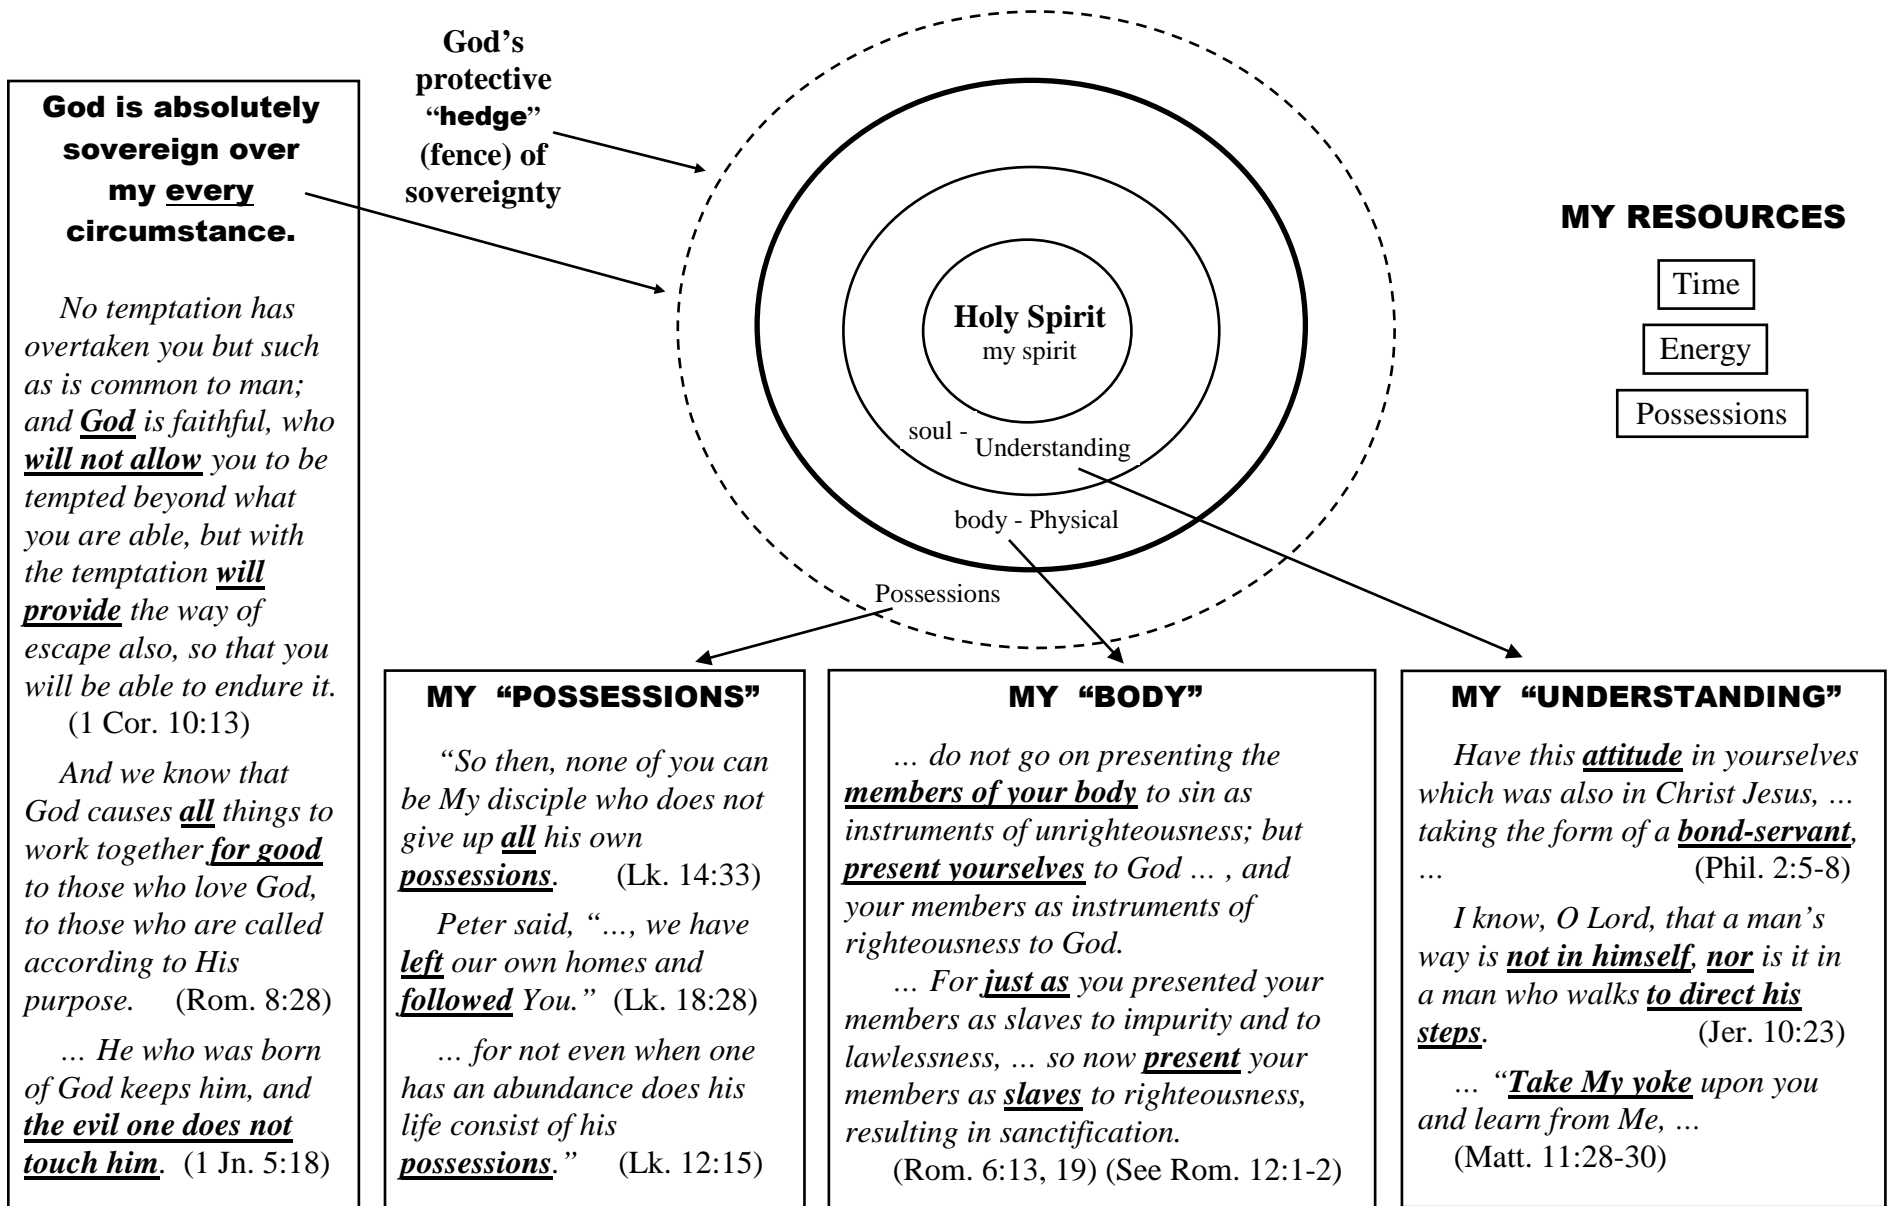 God's
protective
“hedge”
(fence) of
sovereignty
God is absolutely
sovereign over
my every
circumstance.
No temptation has
overtaken you but such
as is common to man;
and God is faithful, who
will not allow you to be
tempted beyond what
you are able, but with
the temptation will
provide the way of
escape also, so that you
will be able to endure it.
(1 Cor. 10:13)
And we know that
God causes all things to
work together for good
to those who love God,
to those who are called
according to His
purpose. (Rom. 8:28)
… He who was born
of God keeps him, and
the evil one does not
touch him. (1 Jn. 5:18)
Holy Spirit
my spirit
soul - Understanding
body - Physical
Possessions
MY RESOURCES
Time
Energy
Possessions
MY “POSSESSIONS”
“So then, none of you can
be My disciple who does not
give up all his own
possessions. (Lk. 14:33)
Peter said, “…, we have
left our own homes and
followed You.” (Lk. 18:28)
… for not even when one
has an abundance does his
life consist of his
possessions.” (Lk. 12:15)
MY “BODY”
… do not go on presenting the
members of your body to sin as
instruments of unrighteousness; but
present yourselves to God … , and
your members as instruments of
righteousness to God.
… For just as you presented your
members as slaves to impurity and to
lawlessness, … so now present your
members as slaves to righteousness,
resulting in sanctification.
(Rom. 6:13, 19) (See Rom. 12:1-2)
MY “UNDERSTANDING”
Have this attitude in yourselves
which was also in Christ Jesus, …
taking the form of a bond-servant,
… (Phil. 2:5-8)
I know, O Lord, that a man's
way is not in himself, nor is it in
a man who walks to direct his
steps. (Jer. 10:23)
… “Take My yoke upon you
and learn from Me, …
(Matt. 11:28-30)